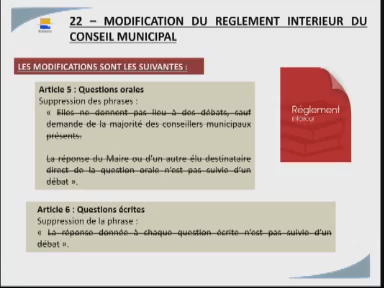 22 – MODIFICATION DU REGLEMENT INTERIEUR DU
CONSEIL MUNICIPAL
LES MODIFICATIONS SONT LES SUIVANTES :
Article 5 : Questions orales
Suppression des phrases :
« Elles ne donnent pas lieu à des débats, sauf
demande de la majorité des conseillers municipaux
présents.
La réponse du Maire ou d'un autre élu destinataire
direct de la question orale n'est pas suivie d'un
débat ».
Règlement
intérieur
Article 6 : Questions écrites
Suppression de la phrase :
« La réponse donnée à chaque question écrite n'est pas suivie d'un
débat ».